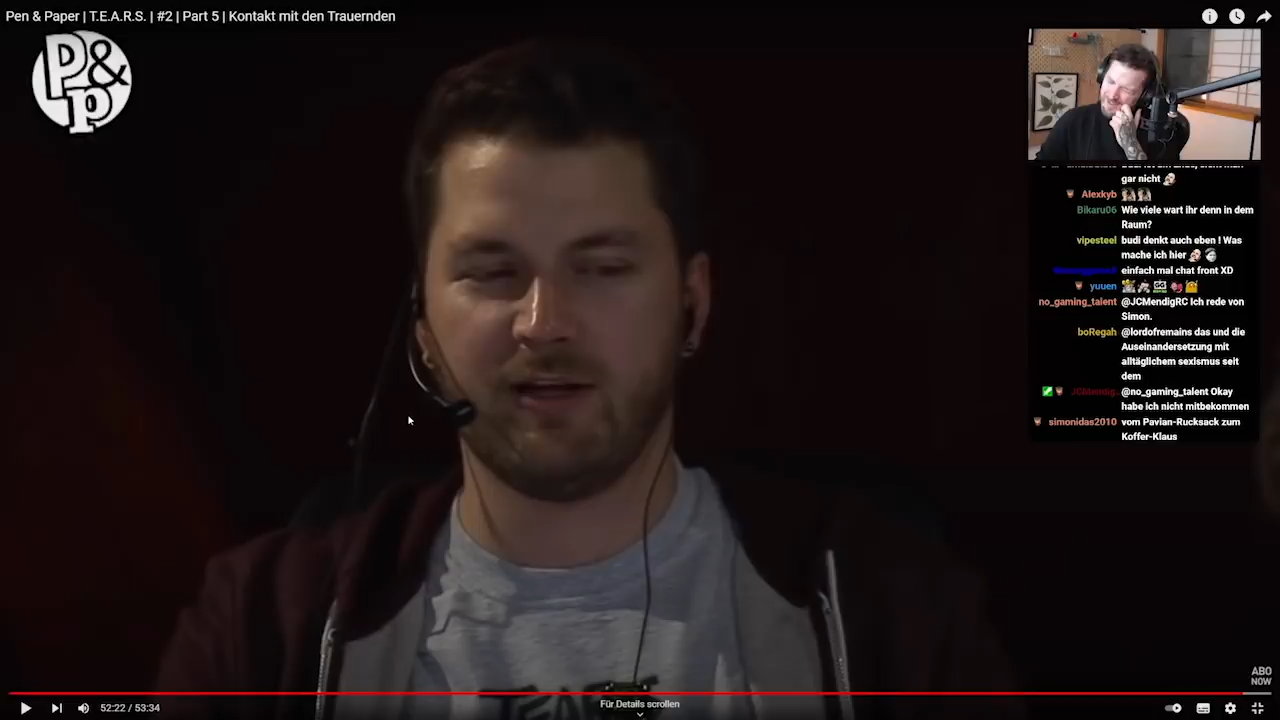 Pen & Paper | T.E.A.R.S. | #2 | Part 5 | Kontakt mit den Trauernden
P&p
gar nicht
Alexkyb
Bikaru06 Wie viele wart ihr denn in dem
Raum?
vipesteel budi denkt auch eben ! Was
mache ich hier
einfach mal chat front XD
yuuen
no_gaming_talent @JCMendigRC Ich rede von
Simon.
boRegah @lordofremains das und die
Auseinandersetzung mit
alltäglichem sexismus seit
dem
JCMendig.. @no_gaming_talent Okay
habe ich nicht mitbekommen
simonidas2010 vom Pavian-Rucksack zum
Koffer-Klaus
TEARS
ABO
NOW
52:22 / 53:34
Für Details scrollen